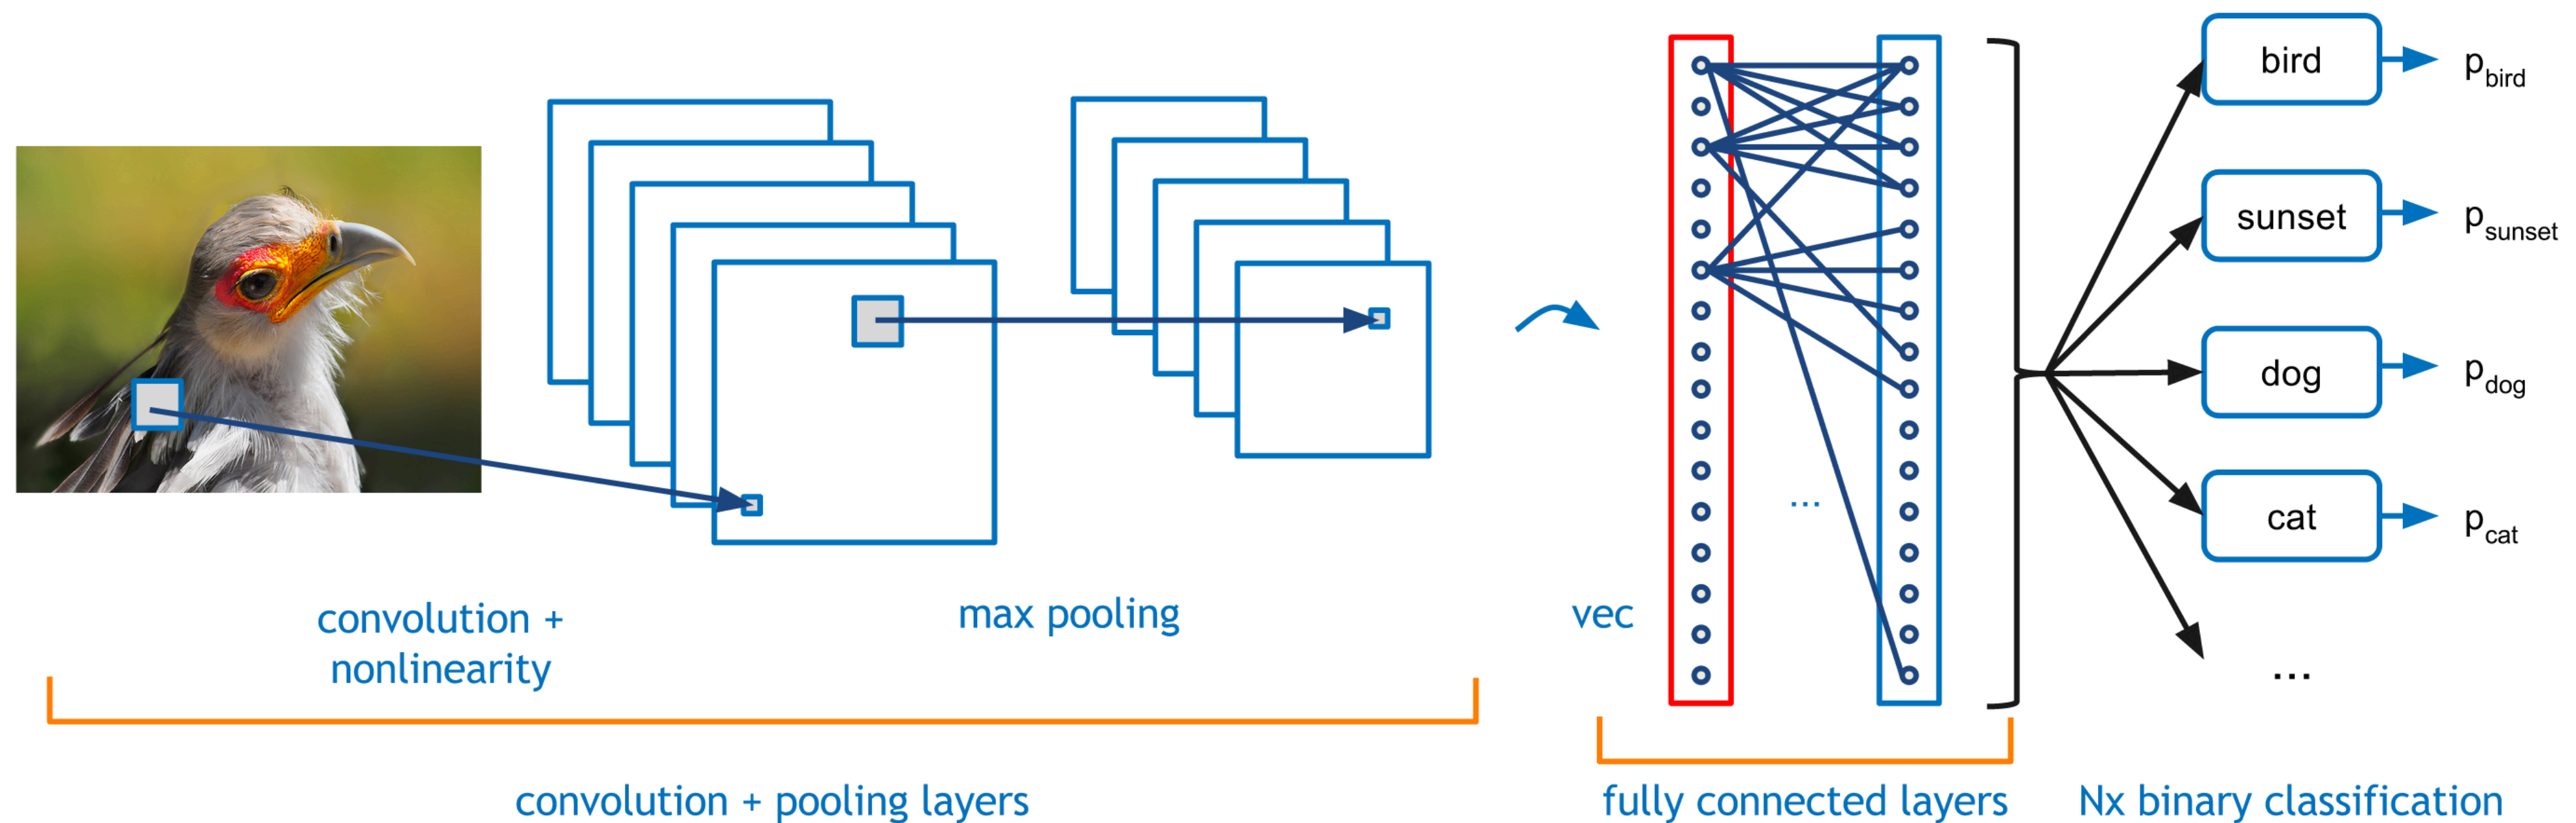 bird
p_bird
sunset
p_sunset
dog
p_dog
cat
p_cat
...
...
convolution +
nonlinearity
max pooling
vec
convolution + pooling layers
fully connected layers
Nx binary classification